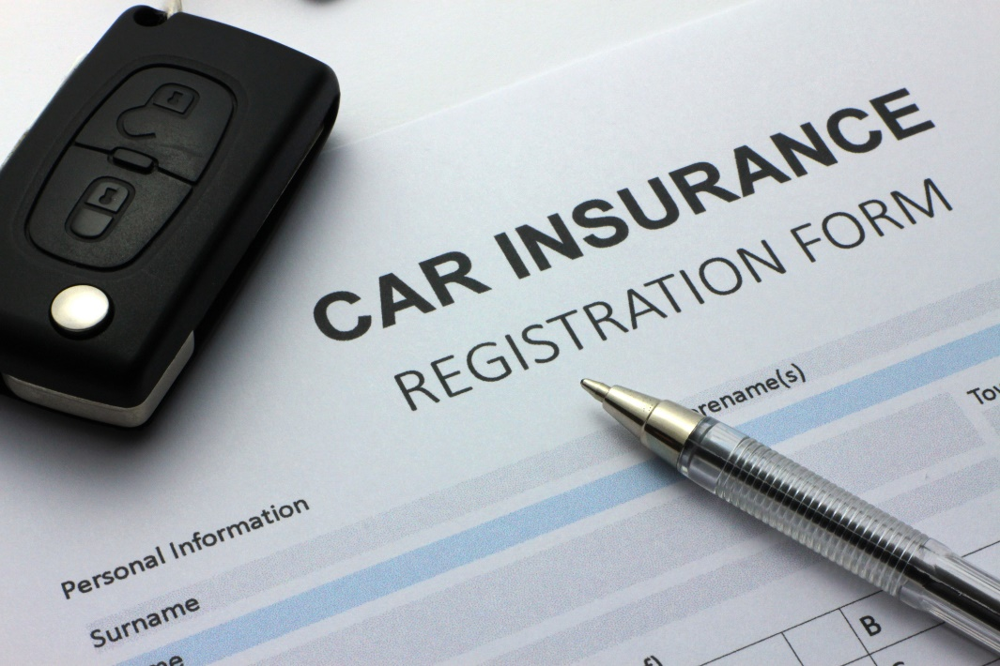 CAR INSURANCE
REGISTRATION FORM
Personal Information
Surname
B